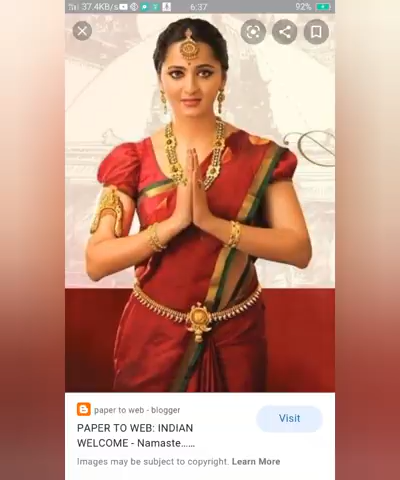 37.4KB/s 6:37 92%
paper to web - blogger
PAPER TO WEB: INDIAN
WELCOME - Namaste......
Visit
Images may be subject to copyright. Learn More